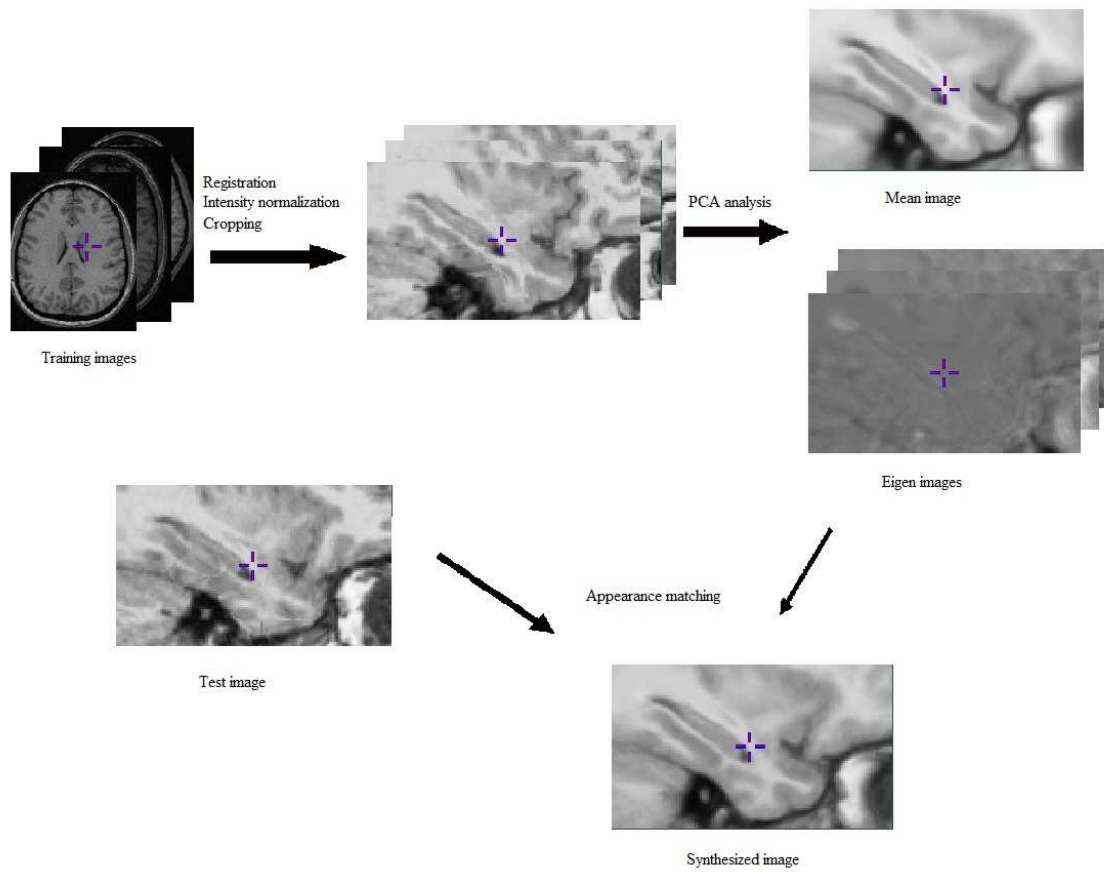 Registration
Intensity normalization
Cropping
PCA analysis
Mean image
Training images
Eigen images
Appearance matching
Test image
Synthesized image